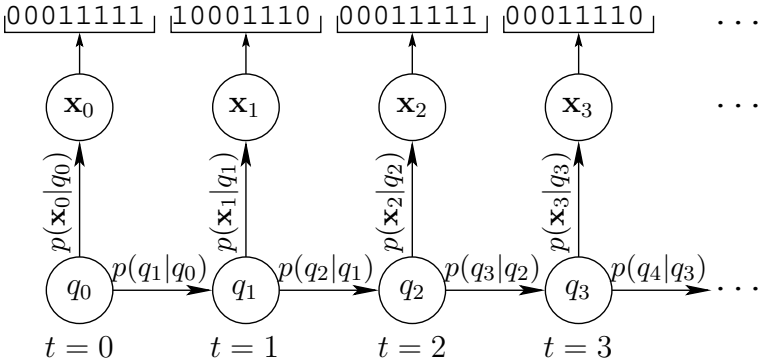 00011111 10001110 00011111 00011110 ...
x₀ x₁ x₂ x₃ ...
p(x₀|q₀) p(x₁|q₁) p(x₂|q₂) p(x₃|q₃)
p(q₁|q₀) p(q₂|q₁) p(q₃|q₂) p(q₄|q₃)
q₀ q₁ q₂ q₃ ...
t = 0 t = 1 t = 2 t = 3